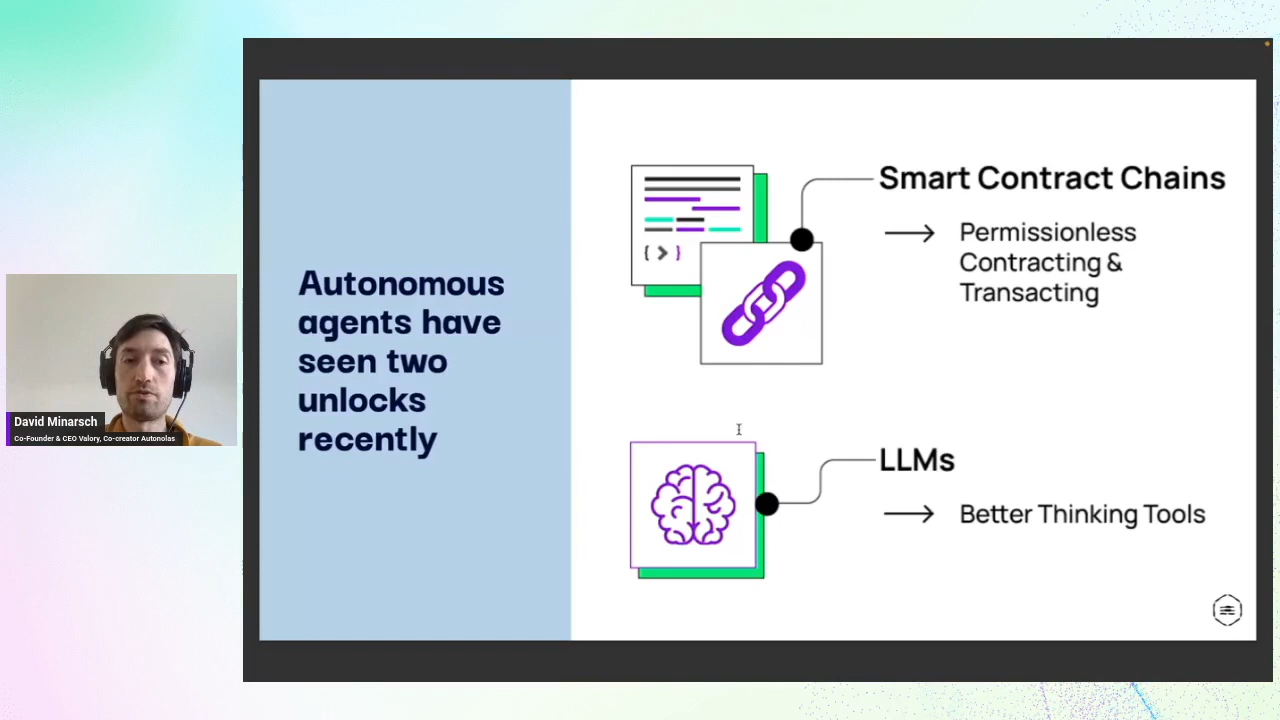 Autonomous
agents have
seen two
unlocks
recently
Smart Contract Chains
Permissionless
Contracting &
Transacting
LLMs
Better Thinking Tools
David Minarsch
Co-Founder & CEO Valory, Co-creator Autonolas